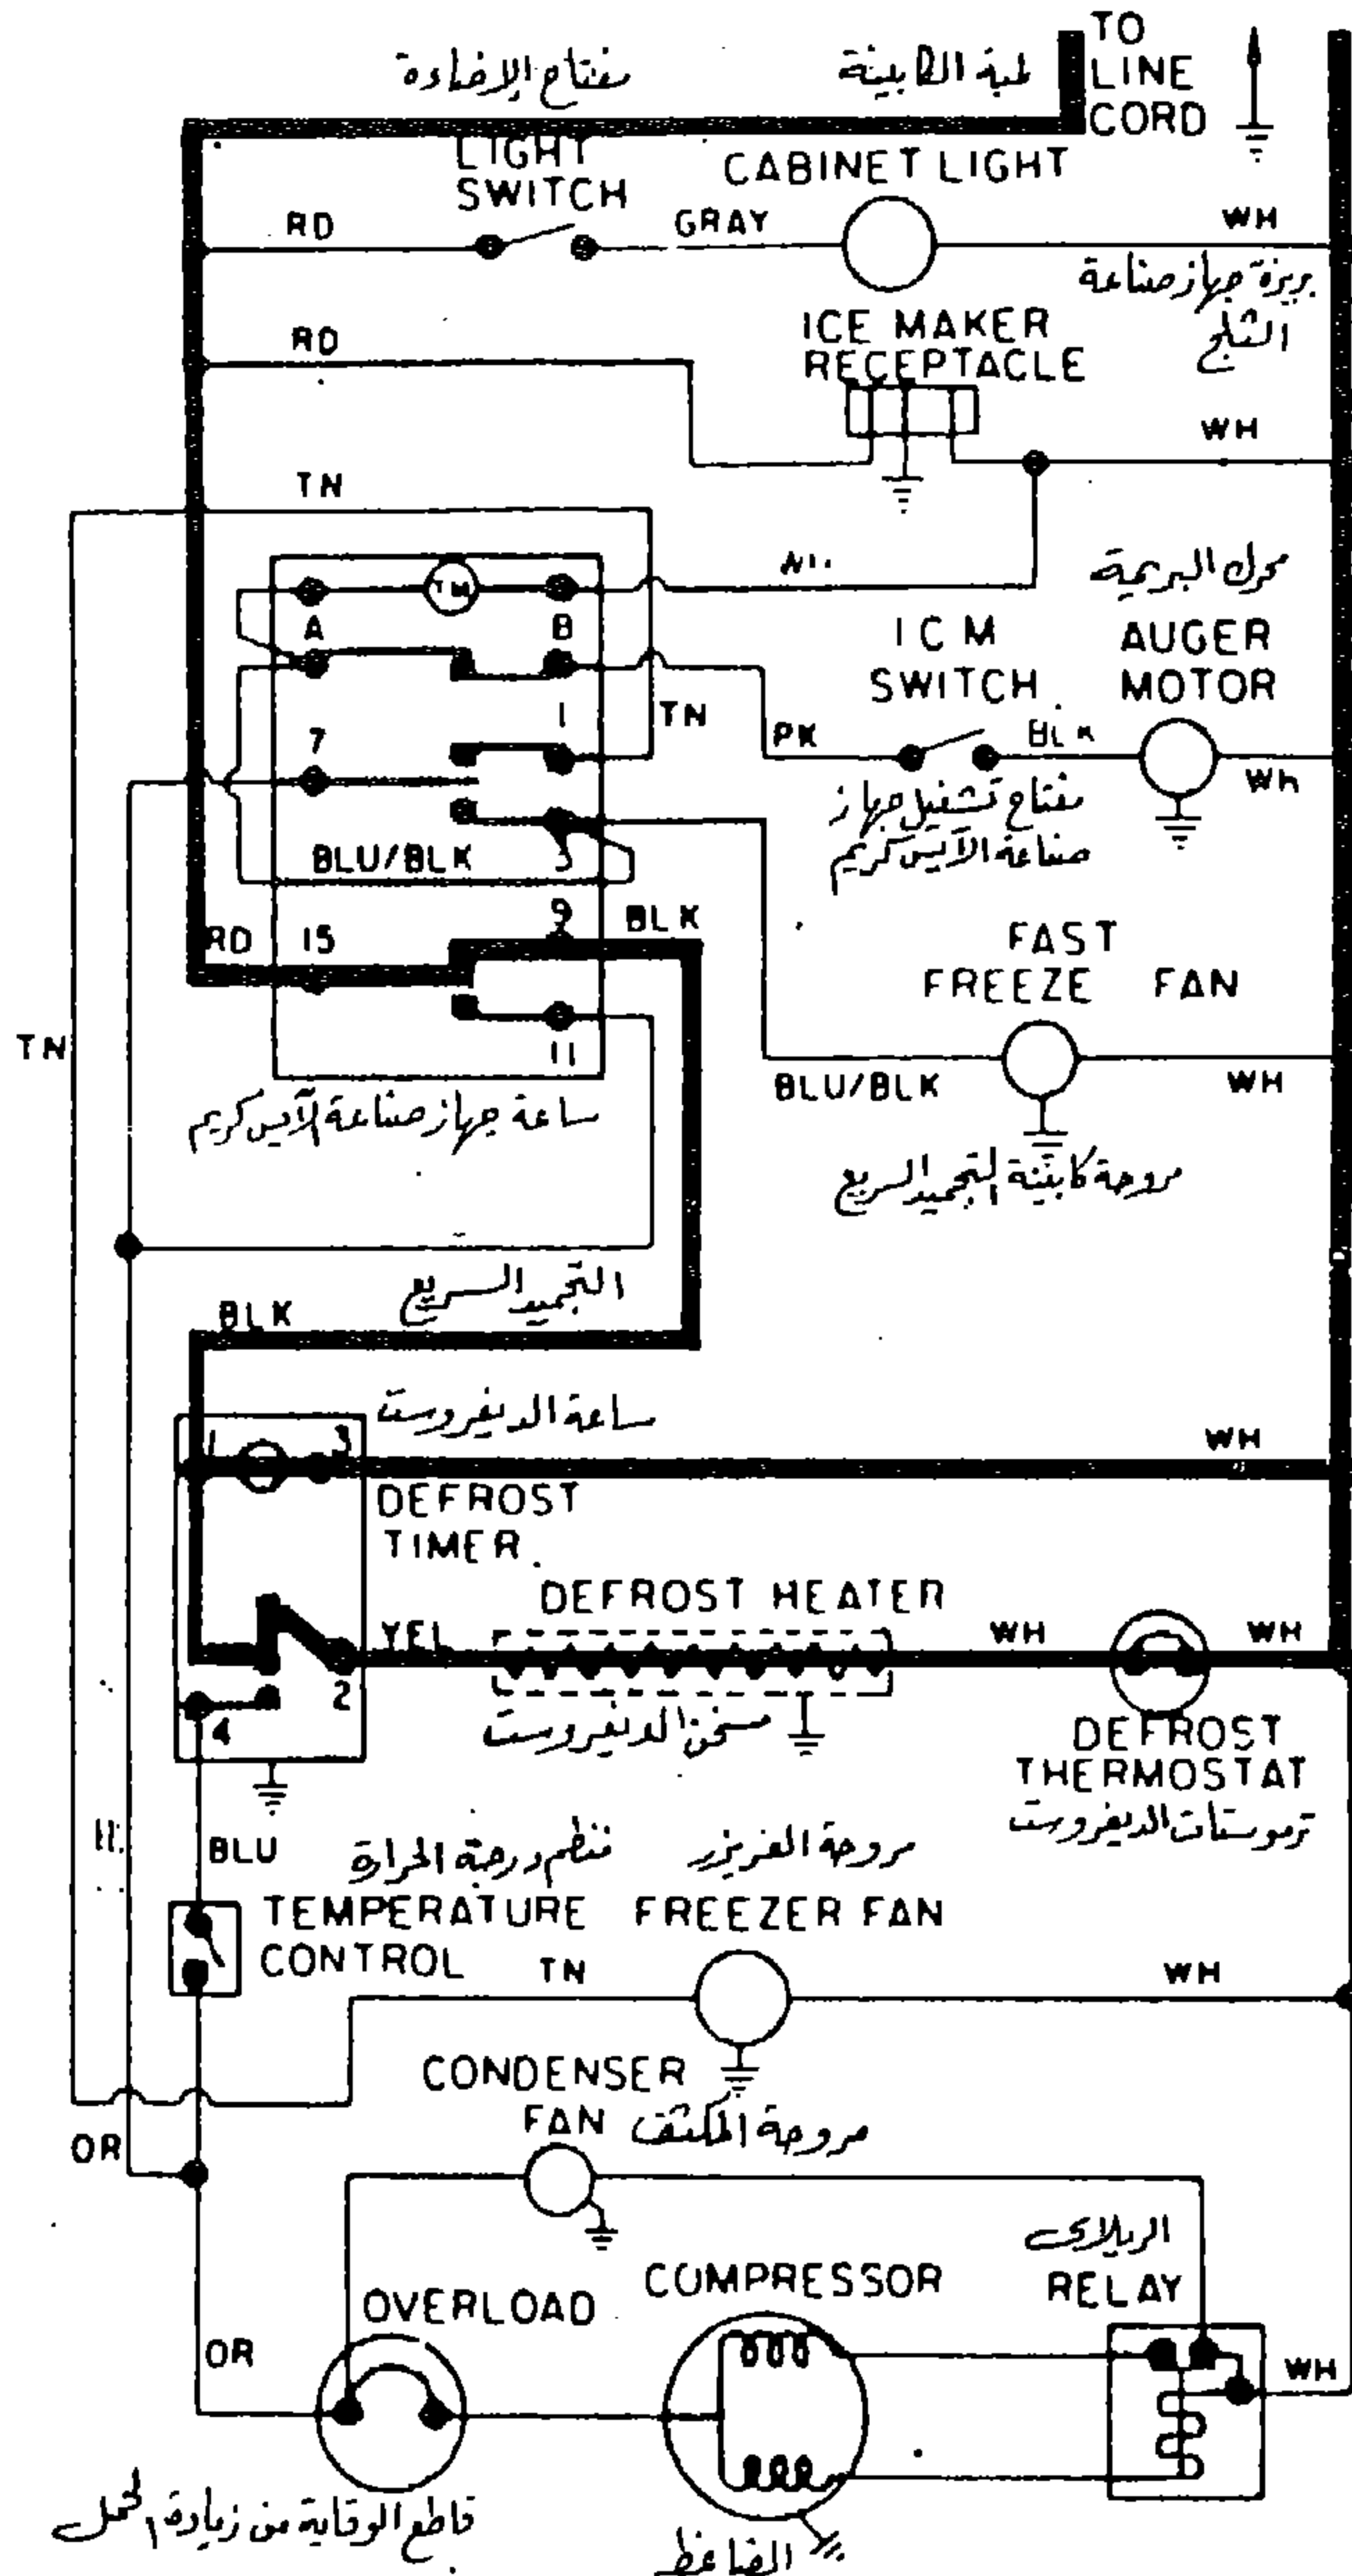 TO
LINE
CORD
مفتاح الإضاءة
لمبة الكابينة
LIGHT
SWITCH
CABINET LIGHT
RD
GRAY
WH
بريزة جهاز صناعة
الثلج
RD
ICE MAKER
RECEPTACLE
WH
TN
TM
محرك البريمة
A
B
ICM
SWITCH
AUGER
MOTOR
7
1
TN
PK
BLK
Wh
مفتاح تشغيل جهاز
صناعة الآيس كريم
BLU/BLK
3
9
BLK
RD
15
FAST
FREEZE FAN
TN
11
BLU/BLK
WH
ساعة جهاز صناعة الآيس كريم
مروحة كابينة التجميد السريع
التجميد السريع
BLK
ساعة الديفروست
1
3
WH
DEFROST
TIMER
DEFROST HEATER
YEL
WH
WH
2
4
مسخن الديفروست
DEFROST
THERMOSTAT
ترموستات الديفروست
BLU
منظم درجة الحرارة
مروحة الفريزر
TEMPERATURE
CONTROL
FREEZER FAN
TN
WH
CONDENSER
FAN
مروحة المكثف
OR
الريلاى
COMPRESSOR
RELAY
OVERLOAD
OR
WH
قاطع الوقاية من زيادة الحمل
الضاغط